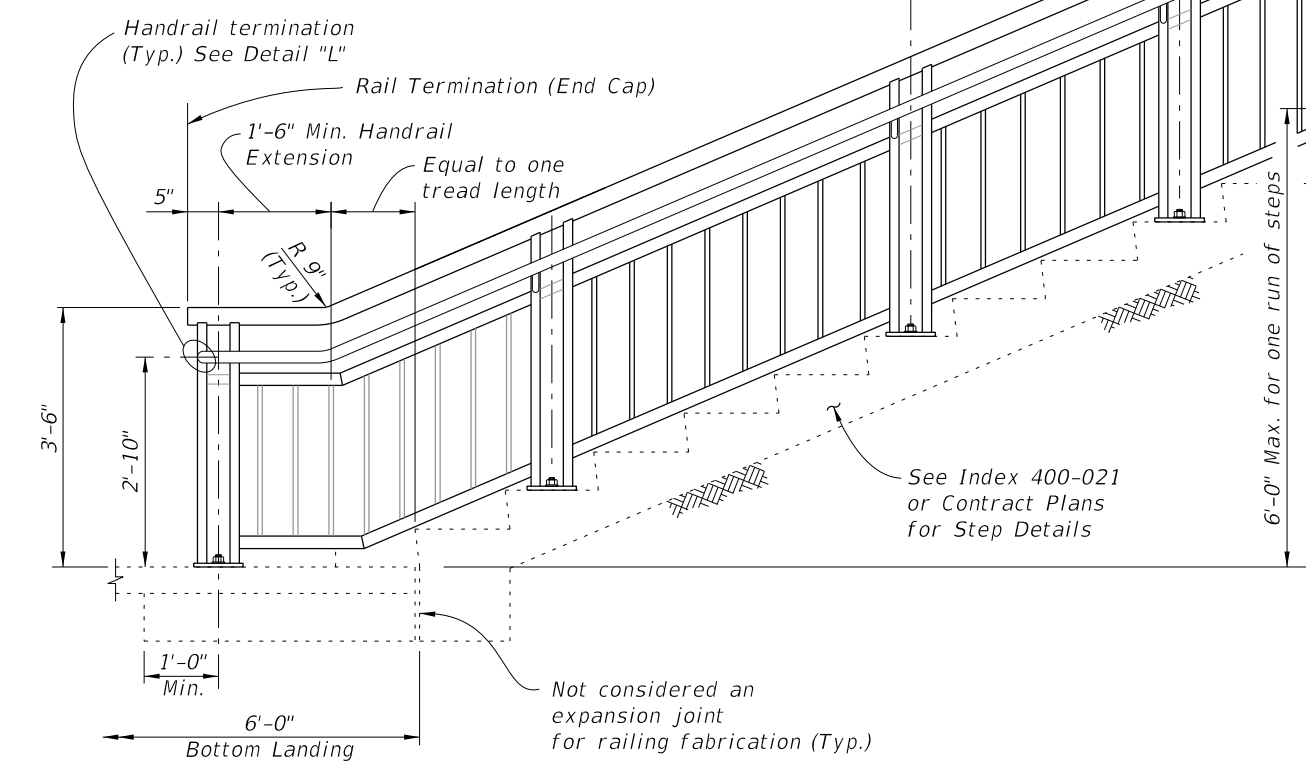 Handrail termination
(Typ.) See Detail "L"
Rail Termination (End Cap)
1'-6" Min. Handrail
Extension
Equal to one
tread length
5"
R 9"
(Typ.)
3'-6"
2'-10"
6'-0" Max. for one run of steps
See Index 400-021
or Contract Plans
for Step Details
1'-0"
Min.
Not considered an
expansion joint
for railing fabrication (Typ.)
6'-0"
Bottom Landing